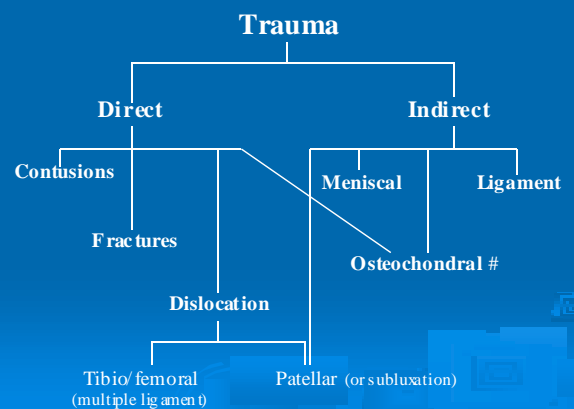 Trauma
Direct Indirect
Contusions Meniscal Ligament
Fractures
Osteochondral #
Dislocation
Tibio/femoral Patellar (or subluxation)
(multiple ligament)